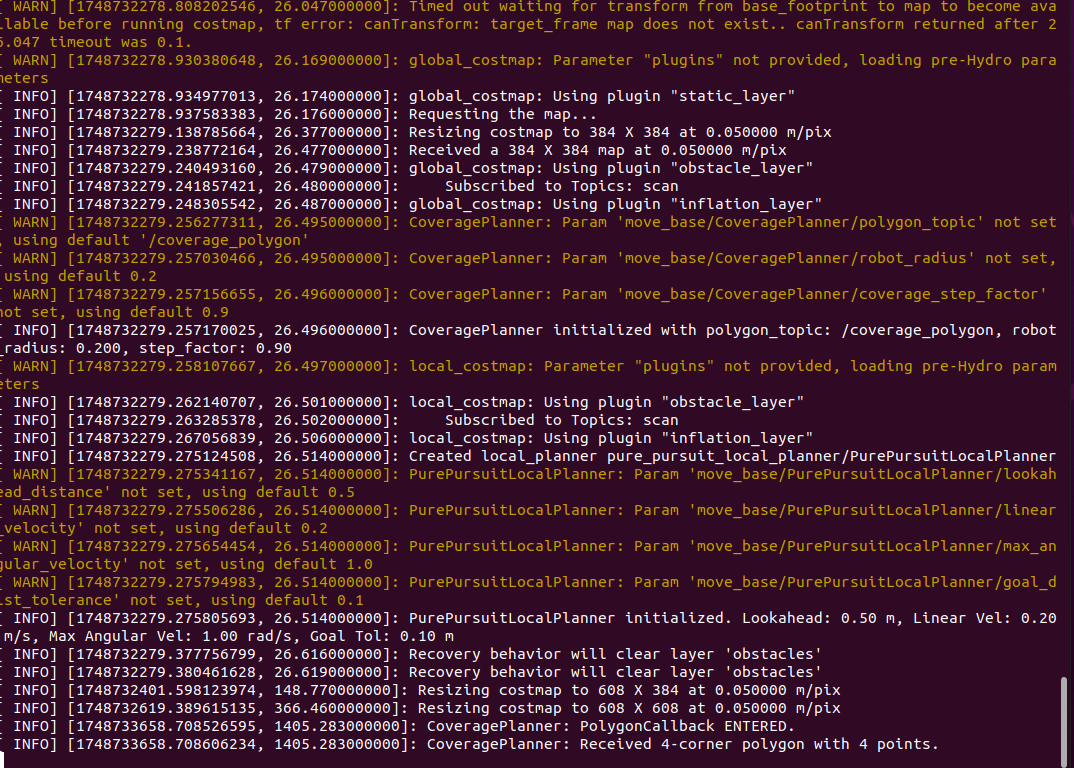 [ WARN] [1748732278.808202546, 26.047000000]: Timed out waiting for transform from base_footprint to map to become ava
ilable before running costmap, tf error: canTransform: target_frame map does not exist.. canTransform returned after 2
6.047 timeout was 0.1.
[ WARN] [1748732278.930380648, 26.169000000]: global_costmap: Parameter "plugins" not provided, loading pre-Hydro para
meters
[ INFO] [1748732278.934977013, 26.174000000]: global_costmap: Using plugin "static_layer"
[ INFO] [1748732278.937583383, 26.176000000]: Requesting the map...
[ INFO] [1748732279.138785664, 26.377000000]: Resizing costmap to 384 X 384 at 0.050000 m/pix
[ INFO] [1748732279.238772164, 26.477000000]: Received a 384 X 384 map at 0.050000 m/pix
[ INFO] [1748732279.240493160, 26.479000000]: global_costmap: Using plugin "obstacle_layer"
[ INFO] [1748732279.241857421, 26.480000000]:     Subscribed to Topics: scan
[ INFO] [1748732279.248305542, 26.487000000]: global_costmap: Using plugin "inflation_layer"
[ WARN] [1748732279.256277311, 26.495000000]: CoveragePlanner: Param 'move_base/CoveragePlanner/polygon_topic' not set
, using default '/coverage_polygon'
[ WARN] [1748732279.257030466, 26.495000000]: CoveragePlanner: Param 'move_base/CoveragePlanner/robot_radius' not set,
using default 0.2
[ WARN] [1748732279.257156655, 26.496000000]: CoveragePlanner: Param 'move_base/CoveragePlanner/coverage_step_factor'
not set, using default 0.9
[ INFO] [1748732279.257170025, 26.496000000]: CoveragePlanner initialized with polygon_topic: /coverage_polygon, robot
_radius: 0.200, step_factor: 0.90
[ WARN] [1748732279.258107667, 26.497000000]: local_costmap: Parameter "plugins" not provided, loading pre-Hydro param
eters
[ INFO] [1748732279.262140707, 26.501000000]: local_costmap: Using plugin "obstacle_layer"
[ INFO] [1748732279.263285378, 26.502000000]:     Subscribed to Topics: scan
[ INFO] [1748732279.267056839, 26.506000000]: local_costmap: Using plugin "inflation_layer"
[ INFO] [1748732279.275124508, 26.514000000]: Created local_planner pure_pursuit_local_planner/PurePursuitLocalPlanner
[ WARN] [1748732279.275341167, 26.514000000]: PurePursuitLocalPlanner: Param 'move_base/PurePursuitLocalPlanner/lookah
ead_distance' not set, using default 0.5
[ WARN] [1748732279.275506286, 26.514000000]: PurePursuitLocalPlanner: Param 'move_base/PurePursuitLocalPlanner/linear
_velocity' not set, using default 0.2
[ WARN] [1748732279.275654454, 26.514000000]: PurePursuitLocalPlanner: Param 'move_base/PurePursuitLocalPlanner/max_an
gular_velocity' not set, using default 1.0
[ WARN] [1748732279.275794983, 26.514000000]: PurePursuitLocalPlanner: Param 'move_base/PurePursuitLocalPlanner/goal_d
ist_tolerance' not set, using default 0.1
[ INFO] [1748732279.275805693, 26.514000000]: PurePursuitLocalPlanner initialized. Lookahead: 0.50 m, Linear Vel: 0.20
m/s, Max Angular Vel: 1.00 rad/s, Goal Tol: 0.10 m
[ INFO] [1748732279.377756799, 26.616000000]: Recovery behavior will clear layer 'obstacles'
[ INFO] [1748732279.380461628, 26.619000000]: Recovery behavior will clear layer 'obstacles'
[ INFO] [1748732401.598123974, 148.770000000]: Resizing costmap to 608 X 384 at 0.050000 m/pix
[ INFO] [1748732619.389615135, 366.460000000]: Resizing costmap to 608 X 608 at 0.050000 m/pix
[ INFO] [1748733658.708526595, 1405.283000000]: CoveragePlanner: PolygonCallback ENTERED.
[ INFO] [1748733658.708606234, 1405.283000000]: CoveragePlanner: Received 4-corner polygon with 4 points.